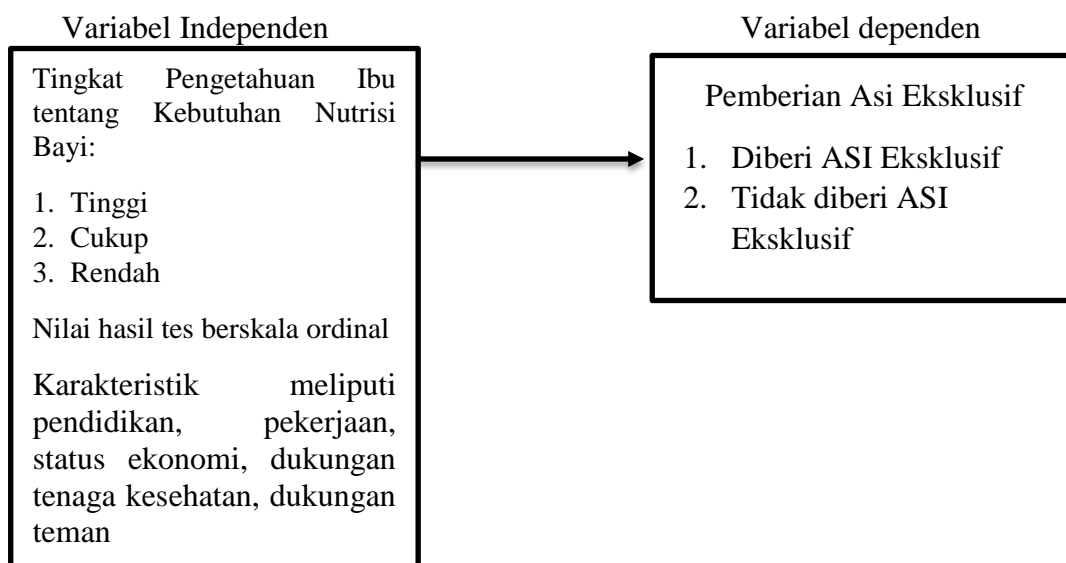 Variabel Independen
Tingkat Pengetahuan Ibu
tentang Kebutuhan Nutrisi
Bayi:
1. Tinggi
2. Cukup
3. Rendah
Nilai hasil tes berskala ordinal
Karakteristik meliputi
pendidikan, pekerjaan,
status ekonomi, dukungan
tenaga kesehatan, dukungan
teman
Variabel dependen
Pemberian Asi Eksklusif
1. Diberi ASI Eksklusif
2. Tidak diberi ASI
Eksklusif